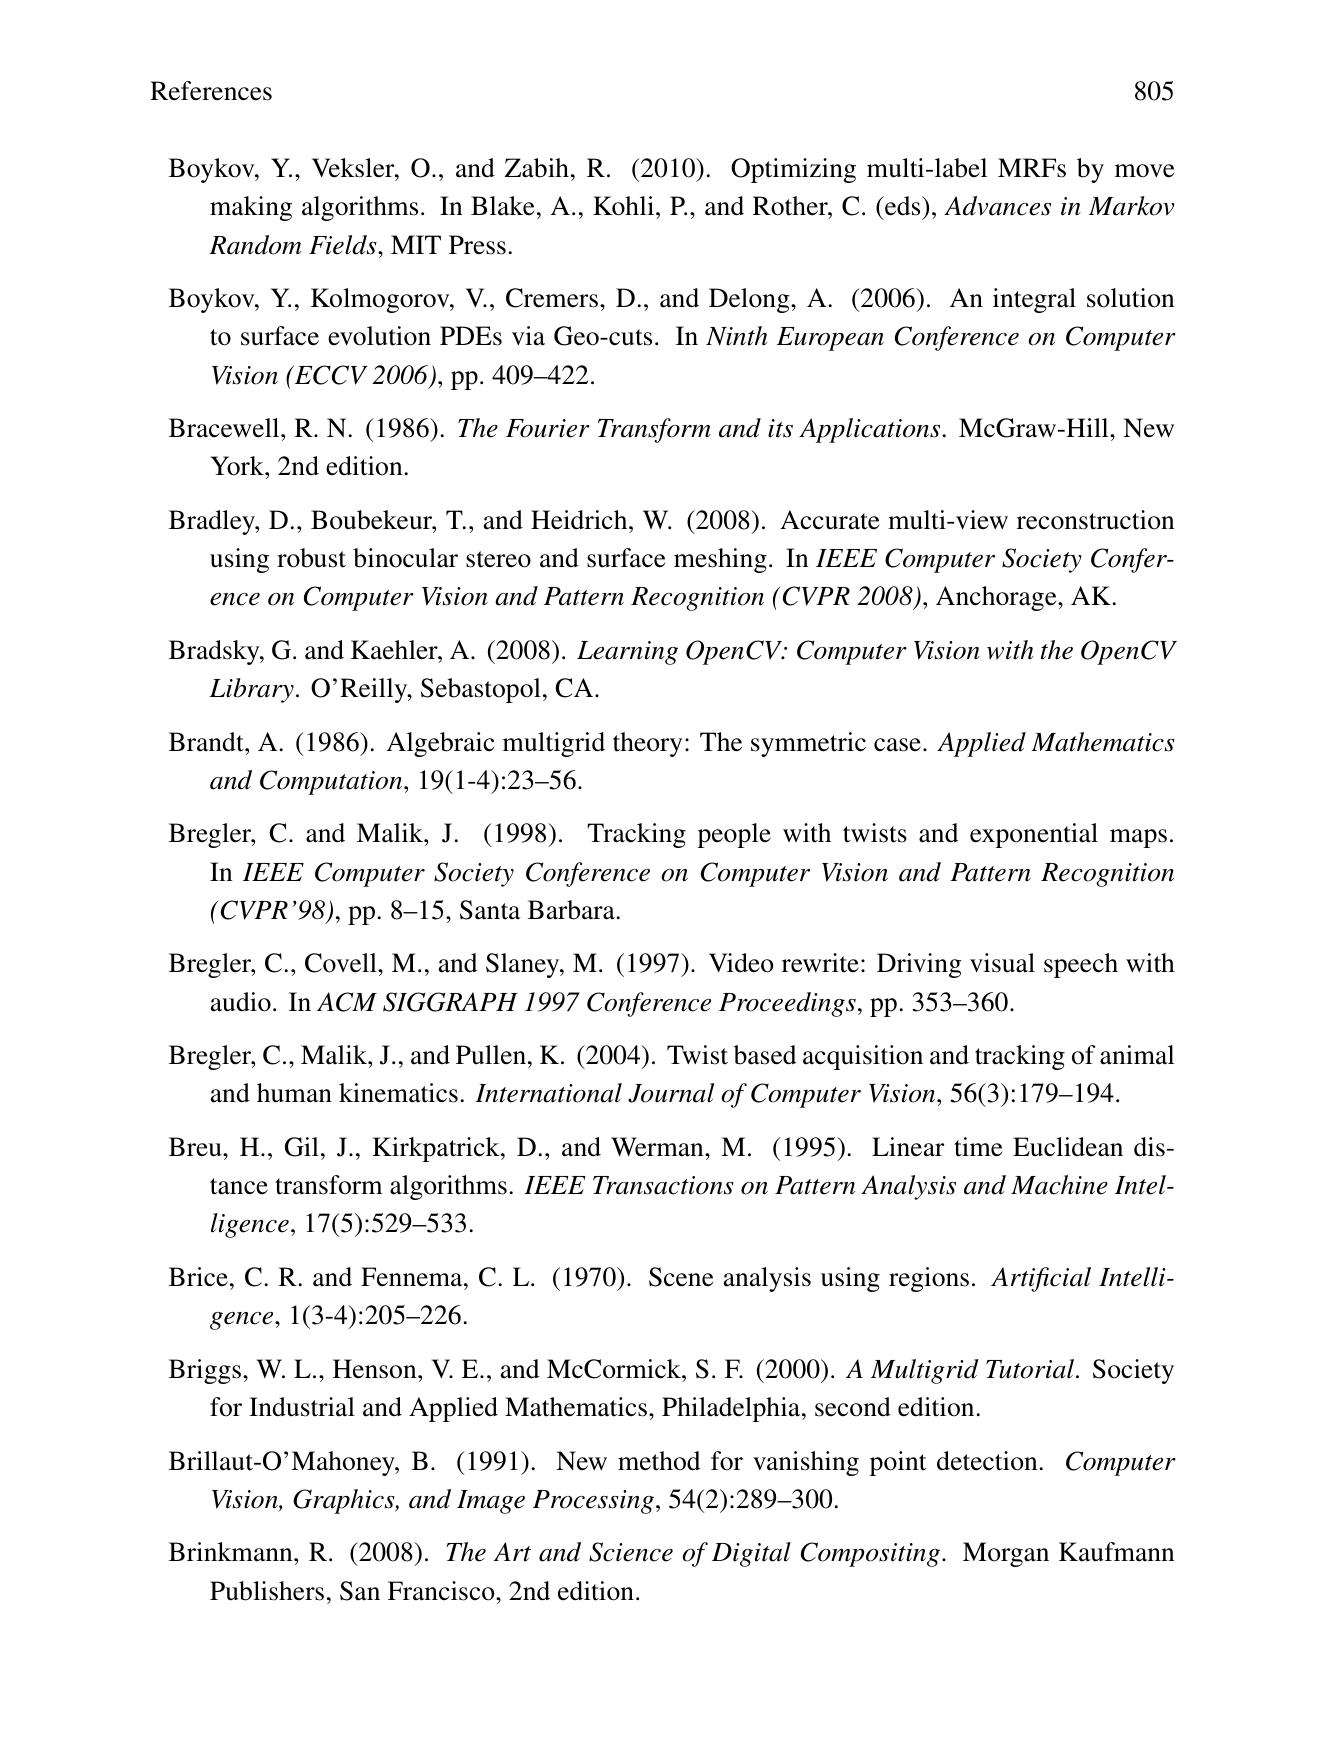 References 805
Boykov, Y., Veksler, O., and Zabih, R. (2010). Optimizing multi-label MRFs by move
making algorithms. In Blake, A., Kohli, P., and Rother, C. (eds), Advances in Markov
Random Fields, MIT Press.
Boykov, Y., Kolmogorov, V., Cremers, D., and Delong, A. (2006). An integral solution
to surface evolution PDEs via Geo-cuts. In Ninth European Conference on Computer
Vision (ECCV 2006), pp. 409–422.
Bracewell, R. N. (1986). The Fourier Transform and its Applications. McGraw-Hill, New
York, 2nd edition.
Bradley, D., Boubekeur, T., and Heidrich, W. (2008). Accurate multi-view reconstruction
using robust binocular stereo and surface meshing. In IEEE Computer Society Confer-
ence on Computer Vision and Pattern Recognition (CVPR 2008), Anchorage, AK.
Bradsky, G. and Kaehler, A. (2008). Learning OpenCV: Computer Vision with the OpenCV
Library. O'Reilly, Sebastopol, CA.
Brandt, A. (1986). Algebraic multigrid theory: The symmetric case. Applied Mathematics
and Computation, 19(1-4):23–56.
Bregler, C. and Malik, J. (1998). Tracking people with twists and exponential maps.
In IEEE Computer Society Conference on Computer Vision and Pattern Recognition
(CVPR'98), pp. 8–15, Santa Barbara.
Bregler, C., Covell, M., and Slaney, M. (1997). Video rewrite: Driving visual speech with
audio. In ACM SIGGRAPH 1997 Conference Proceedings, pp. 353–360.
Bregler, C., Malik, J., and Pullen, K. (2004). Twist based acquisition and tracking of animal
and human kinematics. International Journal of Computer Vision, 56(3):179–194.
Breu, H., Gil, J., Kirkpatrick, D., and Werman, M. (1995). Linear time Euclidean dis-
tance transform algorithms. IEEE Transactions on Pattern Analysis and Machine Intel-
ligence, 17(5):529–533.
Brice, C. R. and Fennema, C. L. (1970). Scene analysis using regions. Artificial Intelli-
gence, 1(3-4):205–226.
Briggs, W. L., Henson, V. E., and McCormick, S. F. (2000). A Multigrid Tutorial. Society
for Industrial and Applied Mathematics, Philadelphia, second edition.
Brillaut-O'Mahoney, B. (1991). New method for vanishing point detection. Computer
Vision, Graphics, and Image Processing, 54(2):289–300.
Brinkmann, R. (2008). The Art and Science of Digital Compositing. Morgan Kaufmann
Publishers, San Francisco, 2nd edition.